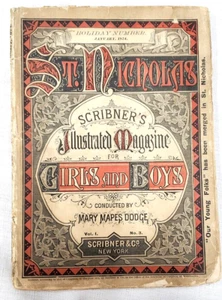 HOLIDAY NUMBER
JANUARY, 1874.
ST. NICHOLAS
SCRIBNER'S
Illustrated Magazine
FOR
GIRLS AND BOYS
CONDUCTED BY
MARY MAPES DODGE
Vol. I. No. 3.
SCRIBNER & CO.
NEW YORK
"Our Young Folks" has been merged in St. Nicholas.